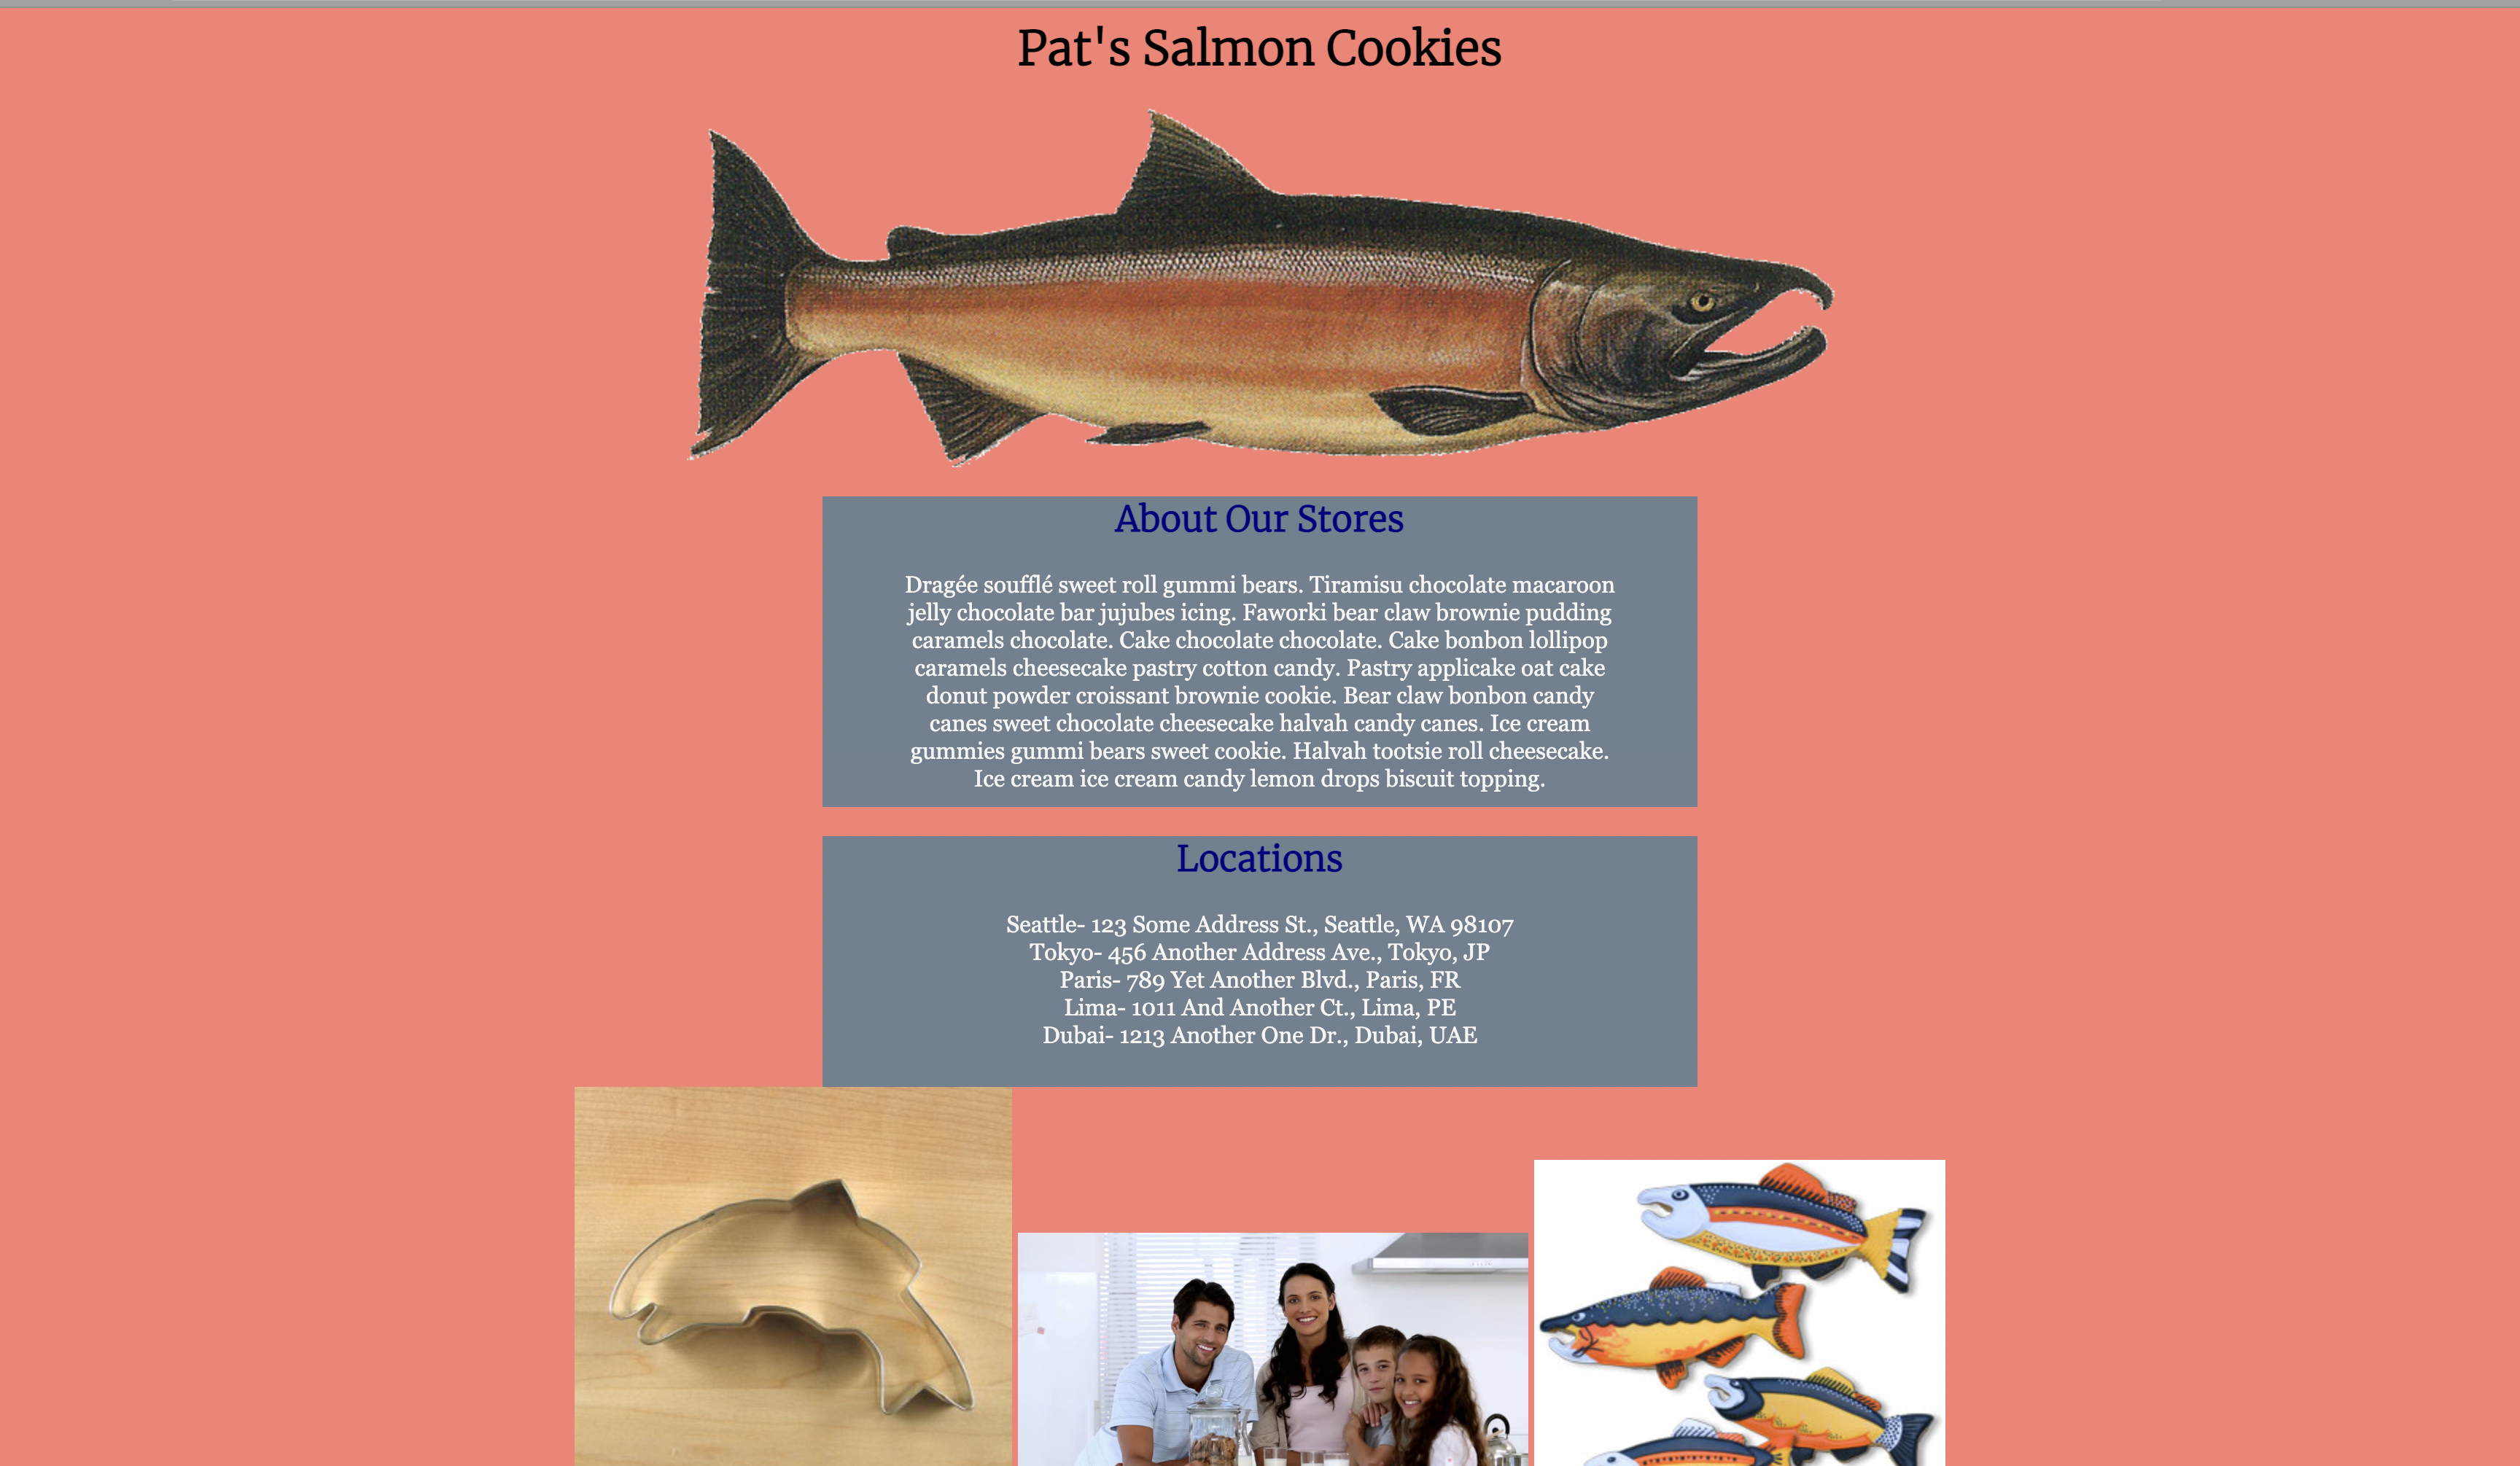 Pat's Salmon Cookies
About Our Stores
Dragée soufflé sweet roll gummi bears. Tiramisu chocolate macaroon
jelly chocolate bar jujubes icing. Faworki bear claw brownie pudding
caramels chocolate. Cake chocolate chocolate. Cake bonbon lollipop
caramels cheesecake pastry cotton candy. Pastry applicake oat cake
donut powder croissant brownie cookie. Bear claw bonbon candy
canes sweet chocolate cheesecake halvah candy canes. Ice cream
gummies gummi bears sweet cookie. Halvah tootsie roll cheesecake.
Ice cream ice cream candy lemon drops biscuit topping.
Locations
Seattle- 123 Some Address St., Seattle, WA 98107
Tokyo- 456 Another Address Ave., Tokyo, JP
Paris- 789 Yet Another Blvd., Paris, FR
Lima- 1011 And Another Ct., Lima, PE
Dubai- 1213 Another One Dr., Dubai, UAE